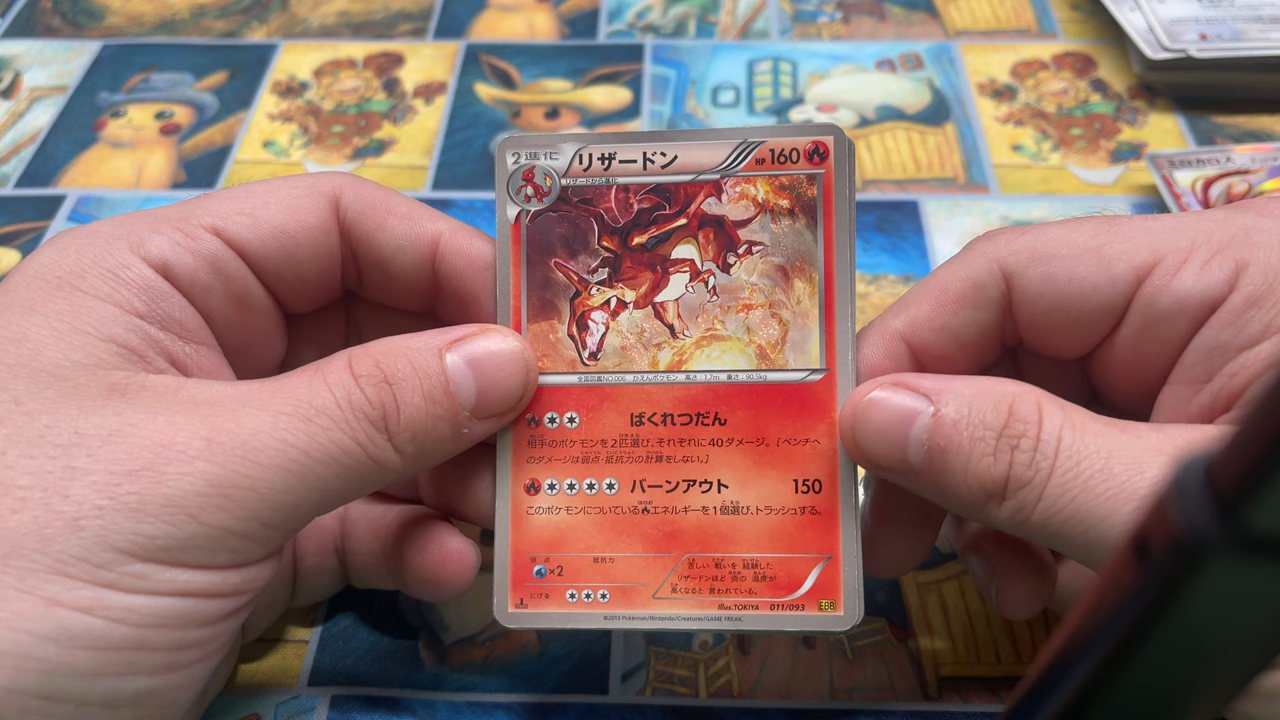 2進化
リザードン
HP 160
リザードから進化
全国図鑑NO.006 かえんポケモン 高さ:1.7m 重さ:90.5kg
ばくれつだん
相手のポケモンを2匹選び、それぞれに40ダメージ。[ベンチへ
のダメージは弱点・抵抗力の計算をしない。]
バーンアウト 150
このポケモンについている エネルギーを1個選び、トラッシュする。
弱点 抵抗力
×2
にげる
苦しい 戦いを 経験した
リザードンほど 炎の 温度が
高くなると 言われている。
Illus.TOKIYA 011/093 EBB
©2013 Pokémon/Nintendo/Creatures/GAME FREAK.
ミロカロス